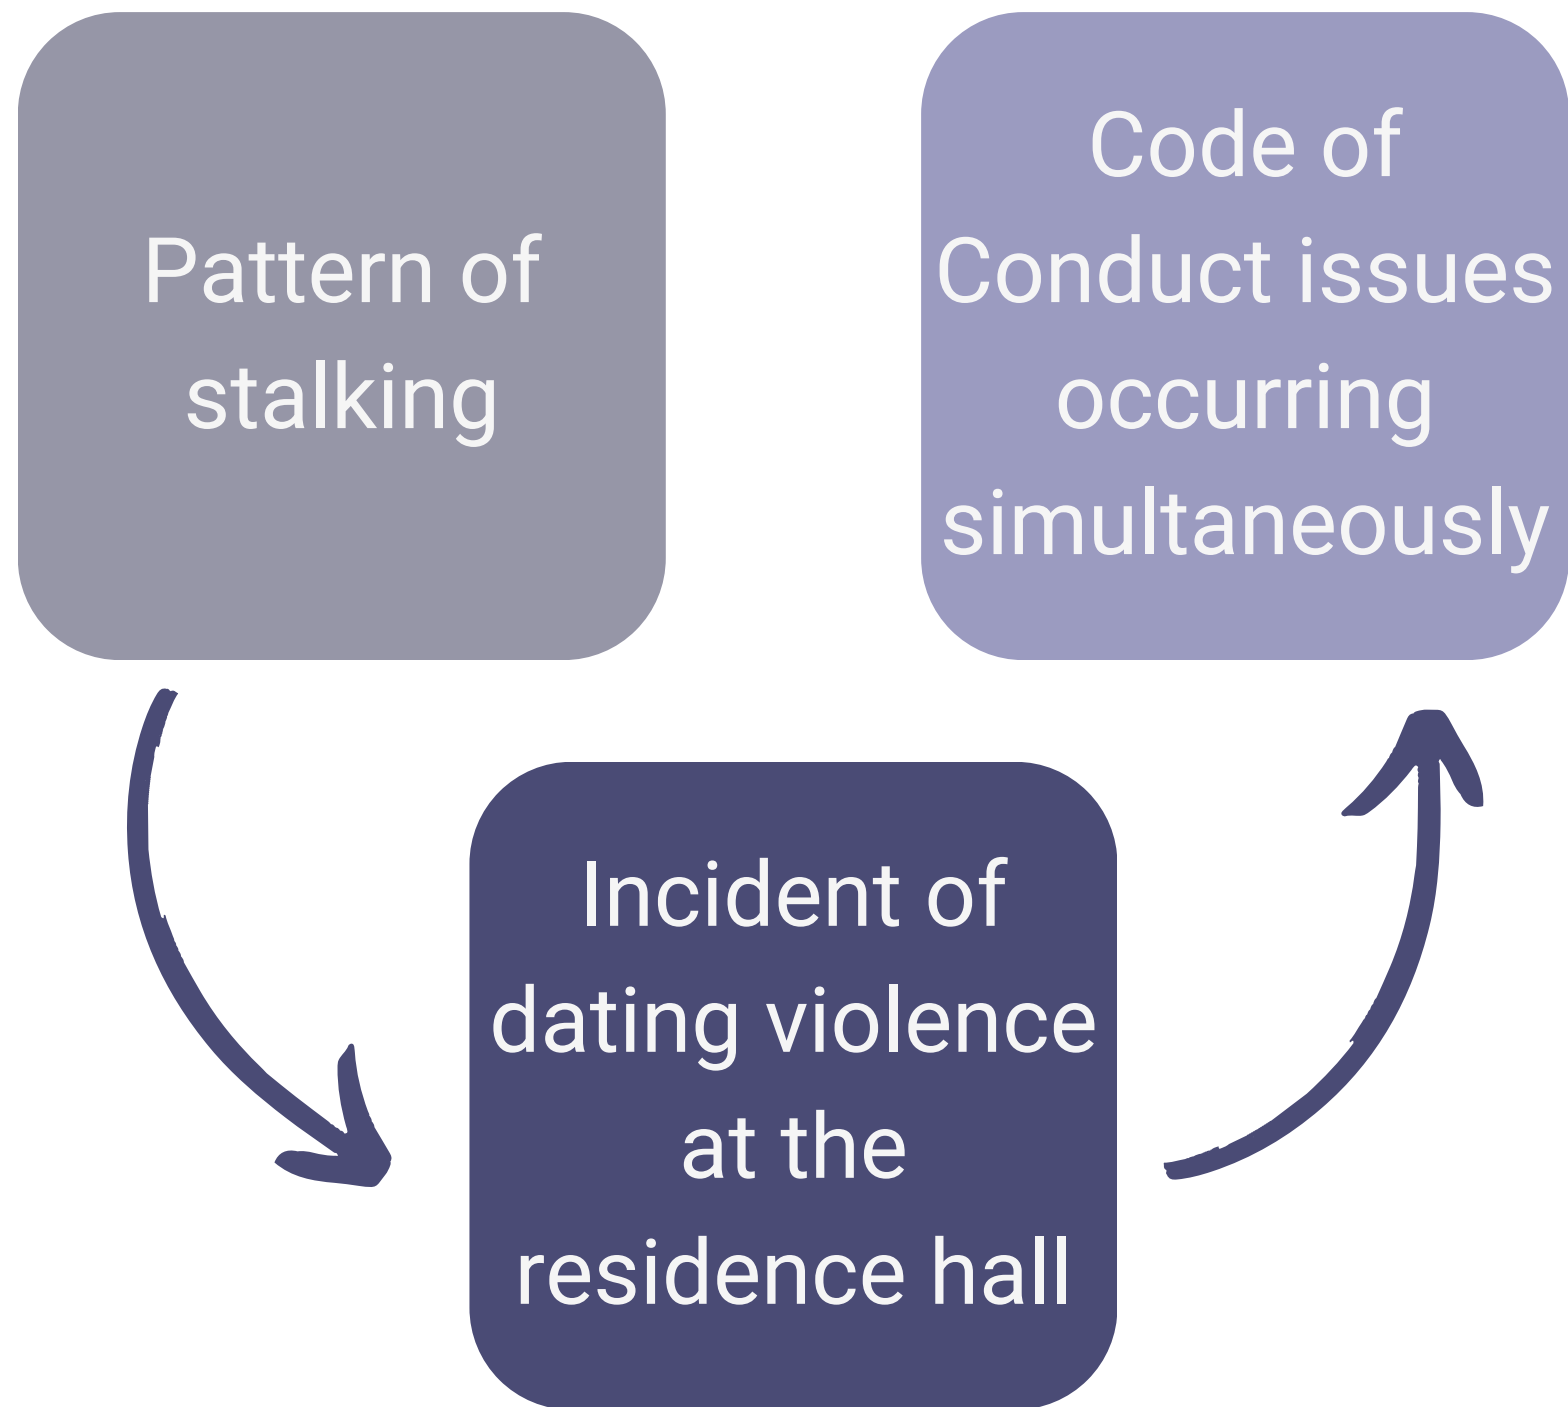 Pattern of
stalking
Incident of
dating violence
at the
residence hall
Code of
Conduct issues
occurring
simultaneously